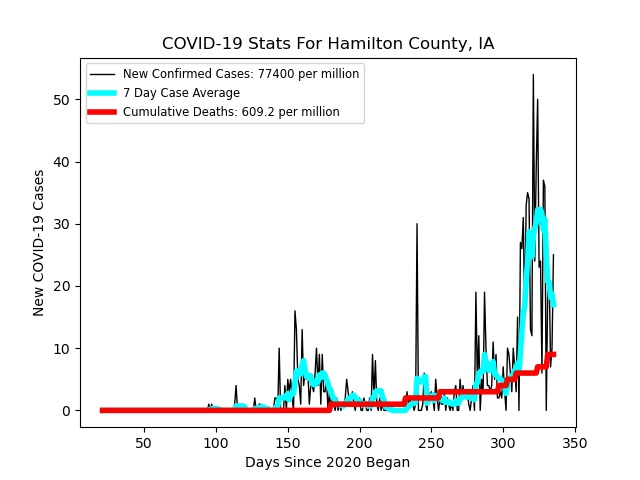 COVID-19 Stats For Hamilton County, IA
New Confirmed Cases: 77400 per million
7 Day Case Average
Cumulative Deaths: 609.2 per million
New COVID-19 Cases
50
40
30
20
10
0
50 100 150 200 250 300 350
Days Since 2020 Began